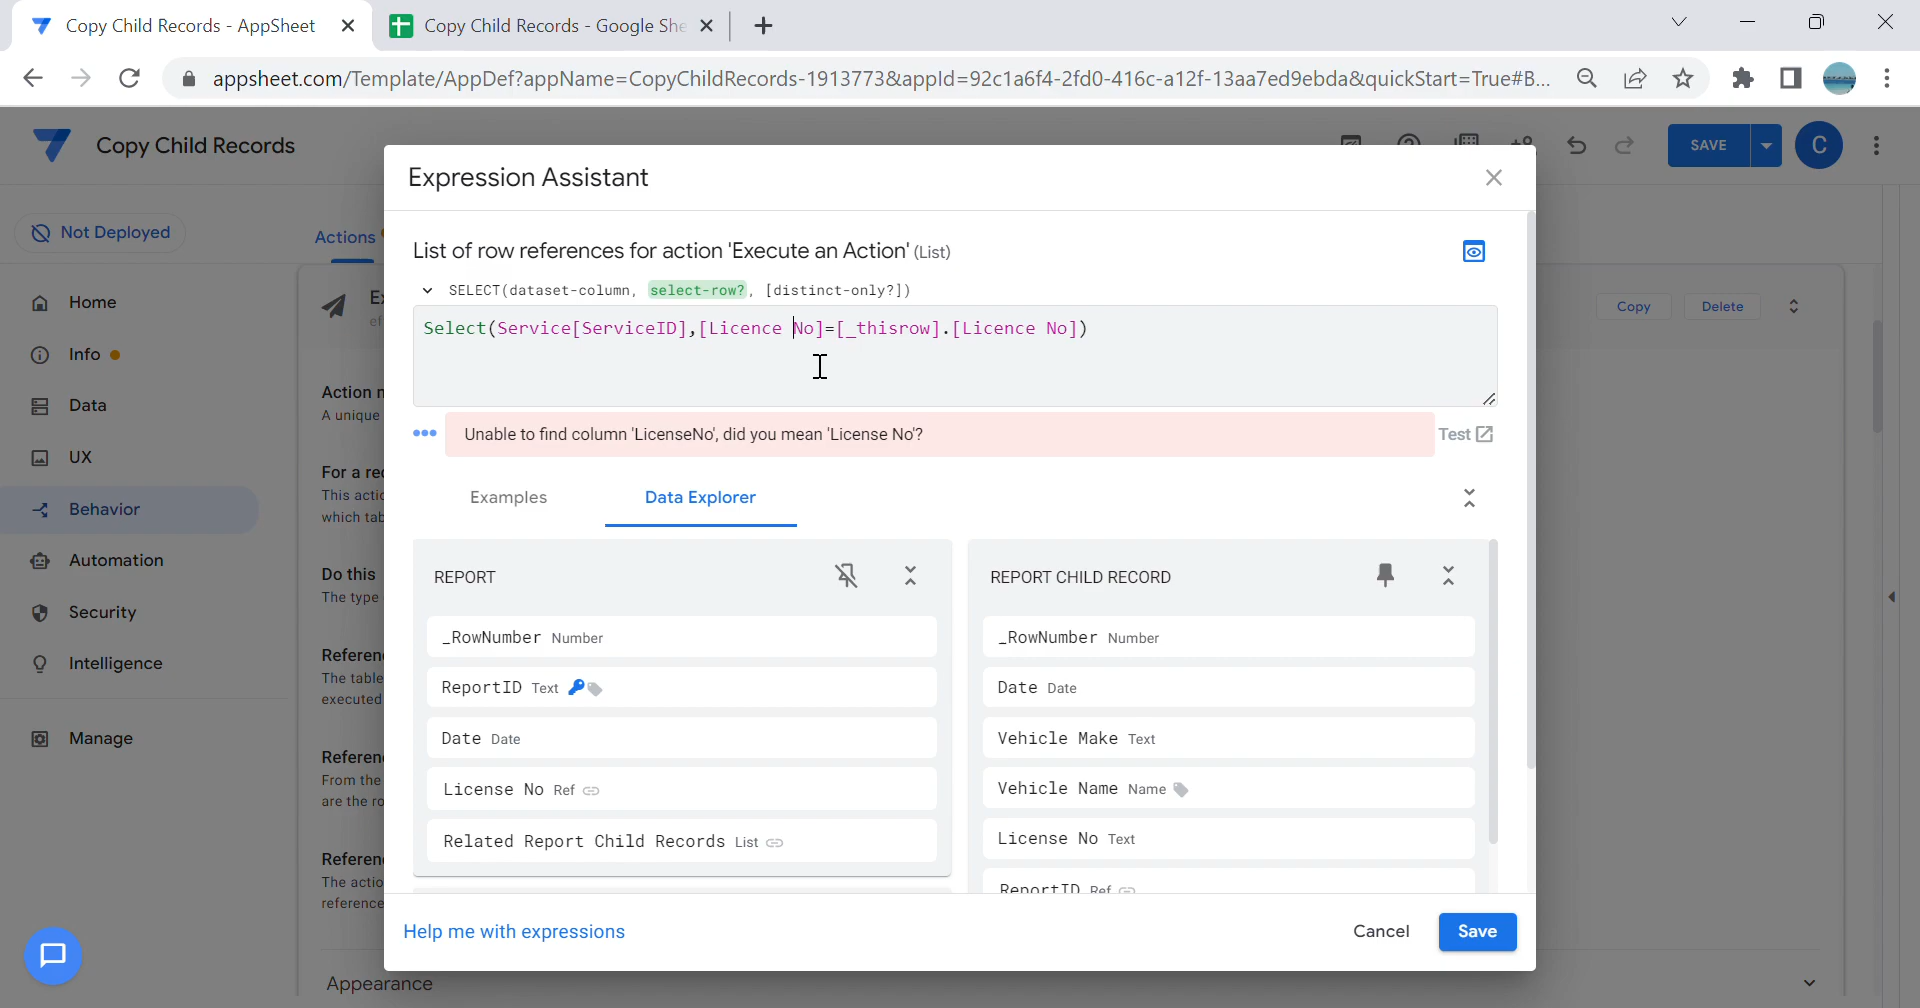 Copy Child Records - AppSheet
Copy Child Records - Google She
appsheet.com/Template/AppDef?appName=CopyChildRecords-1913773&appId=92c1a6f4-2fd0-416c-a12f-13aa7ed9ebda&quickStart=True#B...
Copy Child Records
SAVE
C
Expression Assistant
Not Deployed
Actions
List of row references for action 'Execute an Action' (List)
SELECT(dataset-column, select-row?, [distinct-only?])
Home
Copy
Delete
Select(Service[ServiceID],[Licence No]=[_thisrow].[Licence No])
Info
Action n
A unique
Data
Unable to find column 'LicenseNo', did you mean 'License No'?
Test
UX
For a rec
This actio
which tab
Examples
Data Explorer
Behavior
Automation
Do this
The type
REPORT
REPORT CHILD RECORD
Security
_RowNumber Number
_RowNumber Number
Intelligence
Referen
The table
executed
ReportID Text
Date Date
Manage
Date Date
Vehicle Make Text
Referen
From the
are the ro
License No Ref
Vehicle Name Name
Related Report Child Records List
License No Text
Referen
The actio
reference
ReportID Ref
Help me with expressions
Cancel
Save
Appearance